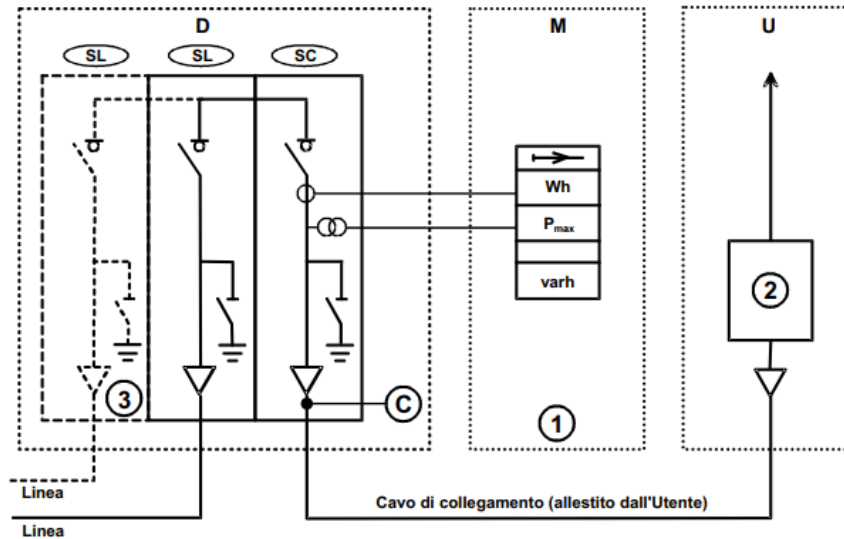 D
M
U
SL
SL
SC
Wh
Pmax
varh
2
3
C
1
Linea
Cavo di collegamento (allestito dall'Utente)
Linea